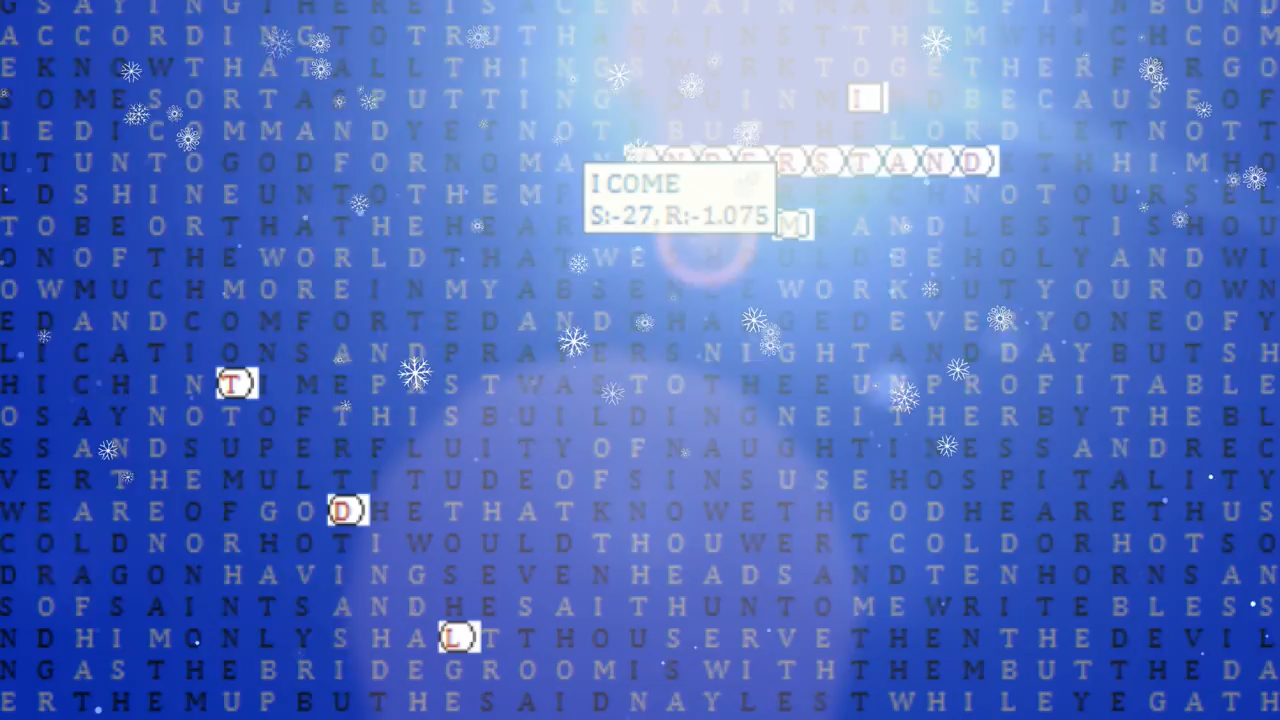 G S A Y I N G T H E R E I S A C E R T A I N M A N L E F T I N B O N D
A C C O R D I N G T O T R U T H A G A I N S T T H E M W H I C H C O M
E K N O W T H A T A L L T H I N G S W O R K T O G E T H E R F O R G O
S O M E S O R T A S P U T T I N G Y O U I N M I N D B E C A U S E O F
I E D I C O M M A N D Y E T N O T I B U T T H E L O R D L E T N O T T
U T U N T O G O D F O R N O M A N U N D E R S T A N D E T H H I M H O
L D S H I N E U N T O T H E M H N O T O U R S E L
I COME
S:-27, R:-1.075
T O B E O R T H A T H E H E A R M A N D L E S T I S H O U
O N O F T H E W O R L D T H A T W E S H O U L D B E H O L Y A N D W I
O W M U C H M O R E I N M Y A B S E N C E W O R K O U T Y O U R O W N
E D A N D C O M F O R T E D A N D C H A N G E D E V E R Y O N E O F Y
L I C A T I O N S A N D P R A Y E R S N I G H T A N D D A Y B U T S H
H I C H I N T I M E P A S T W A S T O T H E E U N P R O F I T A B L E
O S A Y N O T O F T H I S B U I L D I N G N E I T H E R B Y T H E B L
S S A N D S U P E R F L U I T Y O F N A U G H T I N E S S A N D R E C
V E R T H E M U L T I T U D E O F S I N S U S E H O S P I T A L I T Y
W E A R E O F G O D H E T H A T K N O W E T H G O D H E A R E T H U S
C O L D N O R H O T I W O U L D T H O U W E R T C O L D O R H O T S O
D R A G O N H A V I N G S E V E N H E A D S A N D T E N H O R N S A N
S O F S A I N T S A N D H E S A I T H U N T O M E W R I T E B L E S S
N D H I M O N L Y S H A L T T H O U S E R V E T H E N T H E D E V I L
N G A S T H E B R I D E G R O O M I S W I T H T H E M B U T T H E D A
E R T H E M U P B U T H E S A I D N A Y L E S T W H I L E Y E G A T H